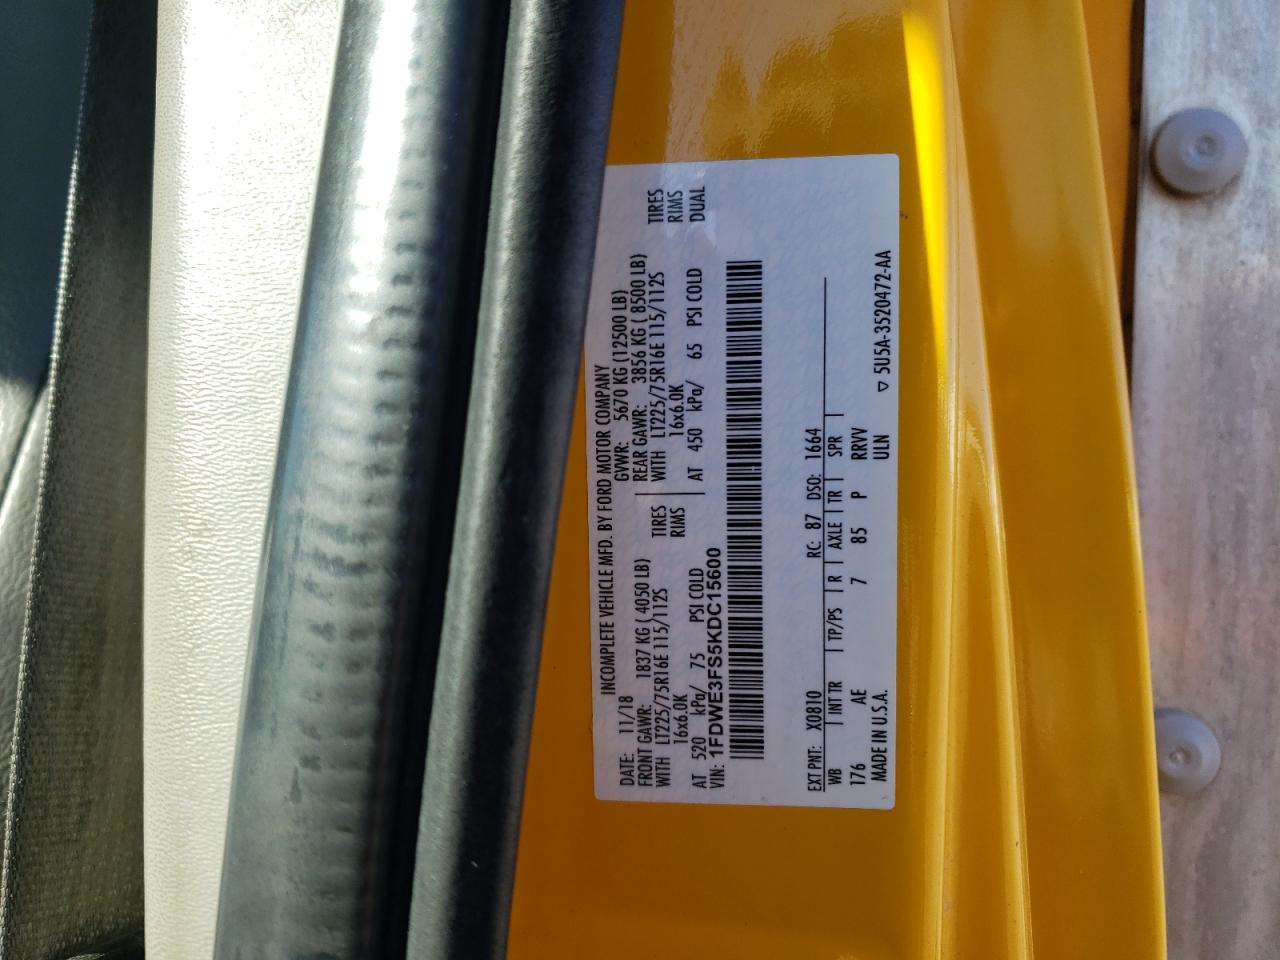 INCOMPLETE VEHICLE MFD. BY FORD MOTOR COMPANY
DATE: 11/18 GVWR: 5670 KG (12500 LB)
FRONT GAWR: 1837 KG ( 4050 LB) REAR GAWR: 3856 KG ( 8500 LB)
WITH LT225/75R16E 115/112S TIRES WITH LT225/75R16E 115/112S TIRES
16x6.0K RIMS 16x6.0K RIMS
AT 520 kPa/ 75 PSI COLD AT 450 kPa/ 65 PSI COLD DUAL
VIN: 1FDWE3FS5KDC15600
EXT PNT: X0810 RC: 87 DSO: 1664
WB | INT TR | TP/PS | R | AXLE | TR | SPR |
176 AE 7 85 P RRVV
MADE IN U.S.A. ULN
▽ 5U5A-3520472-AA